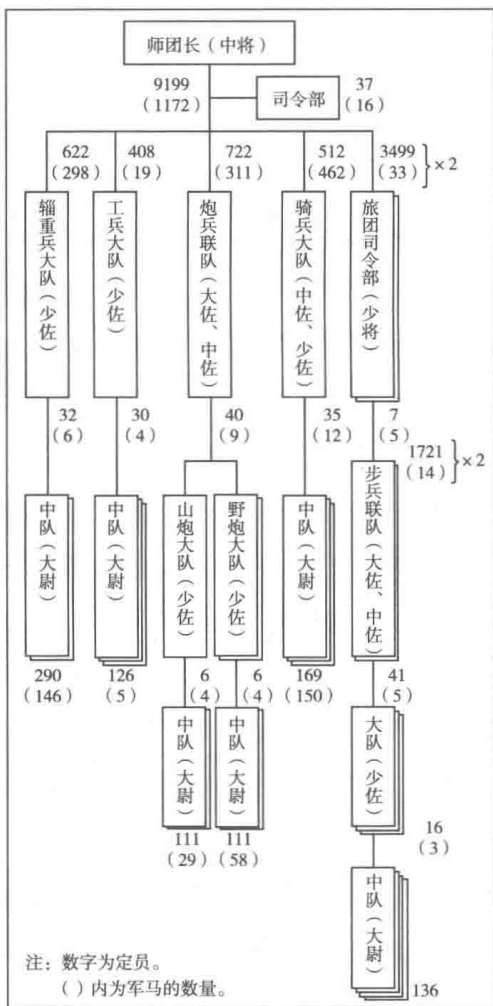 师团长（中将）
9199
（1172）
司令部
37
（16）
622
（298）
408
（19）
722
（311）
512
（462）
3499
（33）
×2
辎重兵大队（少佐）
工兵大队（少佐）
炮兵联队（大佐、中佐）
骑兵大队（中佐、少佐）
旅团司令部（少将）
32
（6）
30
（4）
40
（9）
35
（12）
7
（5）
1721
（14）
×2
中队（大尉）
中队（大尉）
山炮大队（少佐）
野炮大队（少佐）
中队（大尉）
步兵联队（大佐、中佐）
290
（146）
126
（5）
6
（4）
6
（4）
169
（150）
41
（5）
中队（大尉）
中队（大尉）
大队（少佐）
111
（29）
111
（58）
16
（3）
中队（大尉）
136
注：数字为定员。
（ ）内为军马的数量。